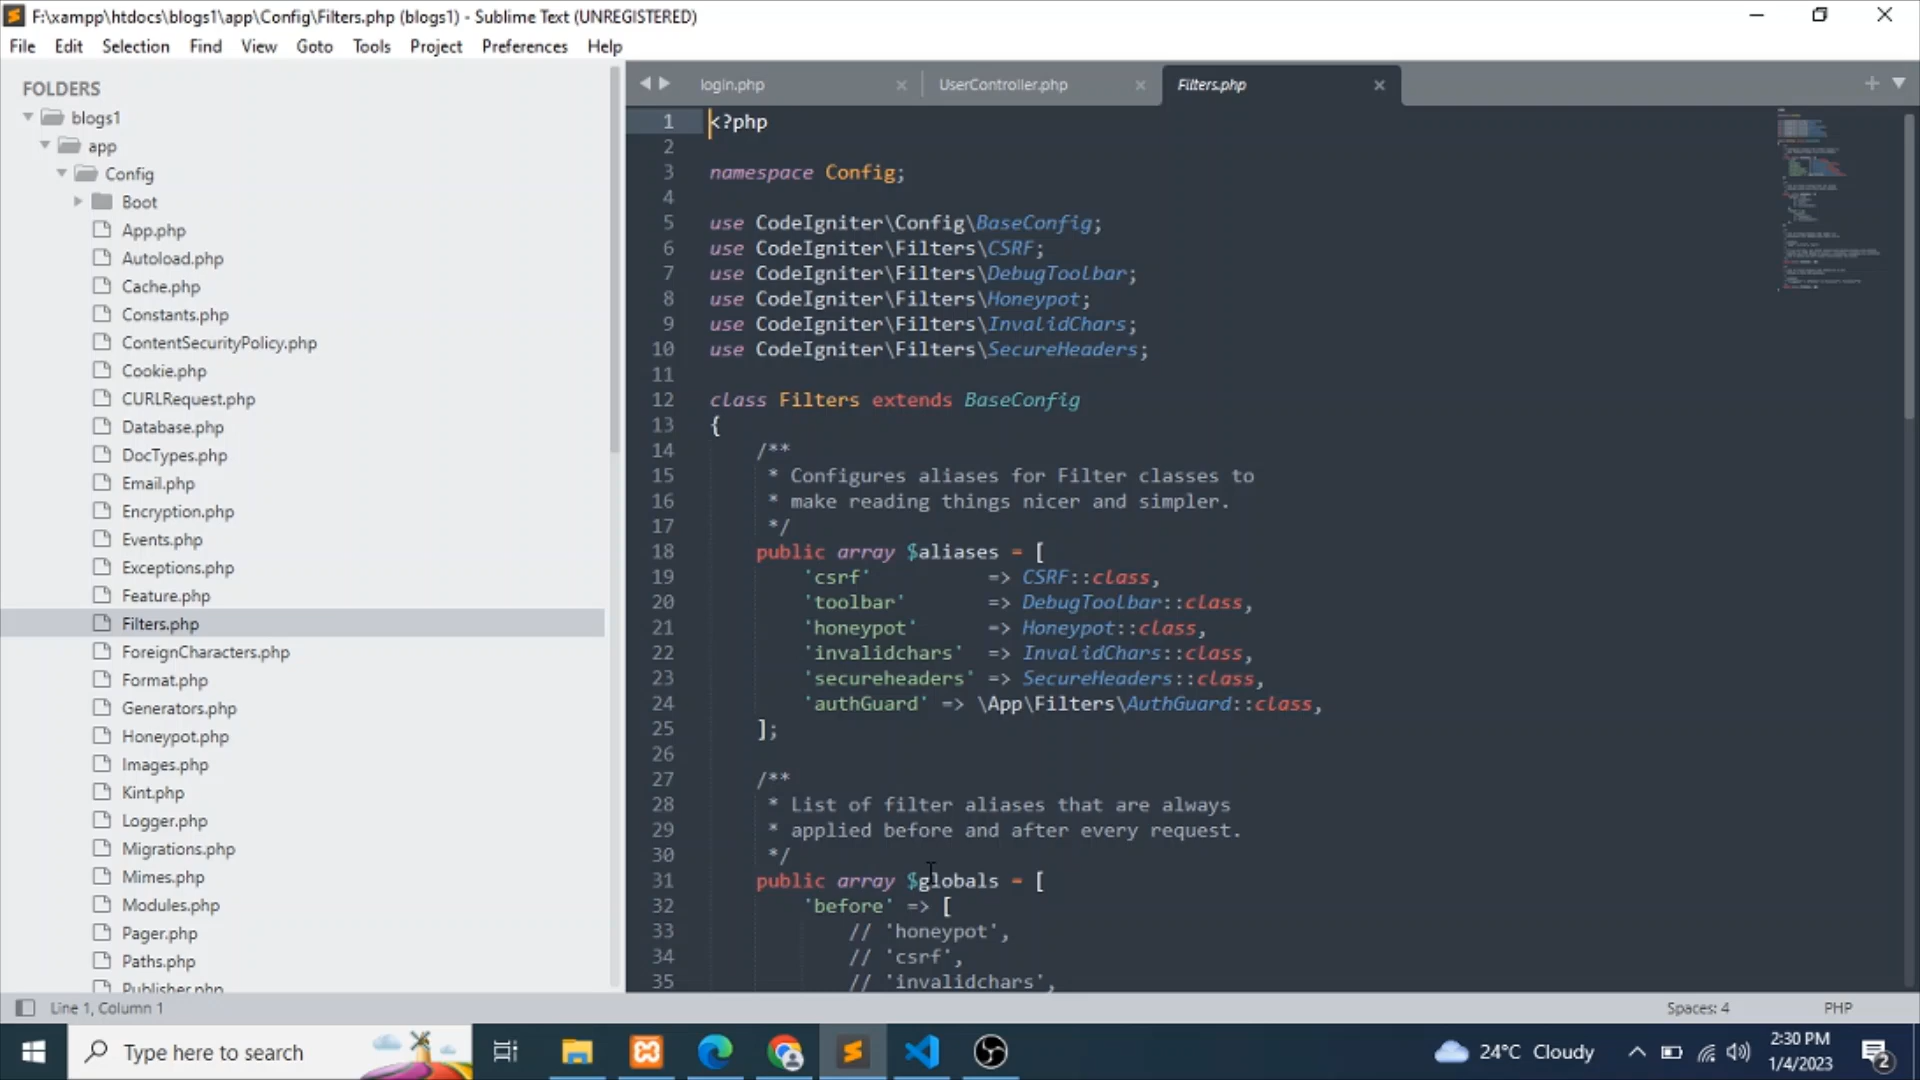 F:\xampp\htdocs\blogs1\app\Config\Filters.php (blogs1) - Sublime Text (UNREGISTERED)
File Edit Selection Find View Goto Tools Project Preferences Help
FOLDERS
blogs1
app
Config
Boot
App.php
Autoload.php
Cache.php
Constants.php
ContentSecurityPolicy.php
Cookie.php
CURLRequest.php
Database.php
DocTypes.php
Email.php
Encryption.php
Events.php
Exceptions.php
Feature.php
Filters.php
ForeignCharacters.php
Format.php
Generators.php
Honeypot.php
Images.php
Kint.php
Logger.php
Migrations.php
Mimes.php
Modules.php
Pager.php
Paths.php
Publisher.php
login.php UserController.php Filters.php
1 <?php
2
3 namespace Config;
4
5 use CodeIgniter\Config\BaseConfig;
6 use CodeIgniter\Filters\CSRF;
7 use CodeIgniter\Filters\DebugToolbar;
8 use CodeIgniter\Filters\Honeypot;
9 use CodeIgniter\Filters\InvalidChars;
10 use CodeIgniter\Filters\SecureHeaders;
11
12 class Filters extends BaseConfig
13 {
14 /**
15 * Configures aliases for Filter classes to
16 * make reading things nicer and simpler.
17 */
18 public array $aliases = [
19 'csrf' => CSRF::class,
20 'toolbar' => DebugToolbar::class,
21 'honeypot' => Honeypot::class,
22 'invalidchars' => InvalidChars::class,
23 'secureheaders' => SecureHeaders::class,
24 'authGuard' => \App\Filters\AuthGuard::class,
25 ];
26
27 /**
28 * List of filter aliases that are always
29 * applied before and after every request.
30 */
31 public array $globals = [
32 'before' => [
33 // 'honeypot',
34 // 'csrf',
35 // 'invalidchars',
Line 1, Column 1 Spaces: 4 PHP
Type here to search 24°C Cloudy 2:30 PM
1/4/2023
2